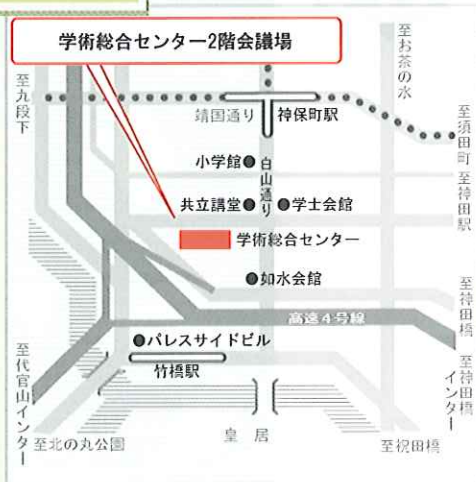 学術総合センター2階会議場
至九段下
至お茶の水
靖国通り
神保町駅
至須田町
小学館
白山通り
至神田駅
共立講堂
学士会館
学術総合センター
如水会館
至神田橋
高速4号線
至神田橋インター
パレスサイドビル
竹橋駅
至代官山インター
至北の丸公園
皇居
至祝田橋